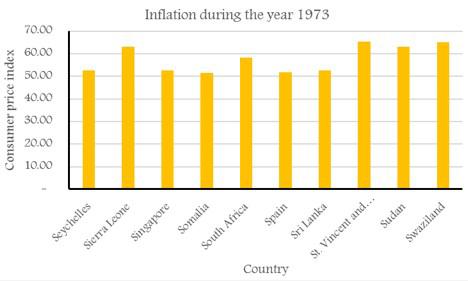 Inflation during the year 1973
Consumer price index
70.00
60.00
50.00
40.00
30.00
20.00
10.00
-
Seychelles
Sierra Leone
Singapore
Somalia
South Africa
Spain
Sri Lanka
St. Vincent and…
Sudan
Swaziland
Country